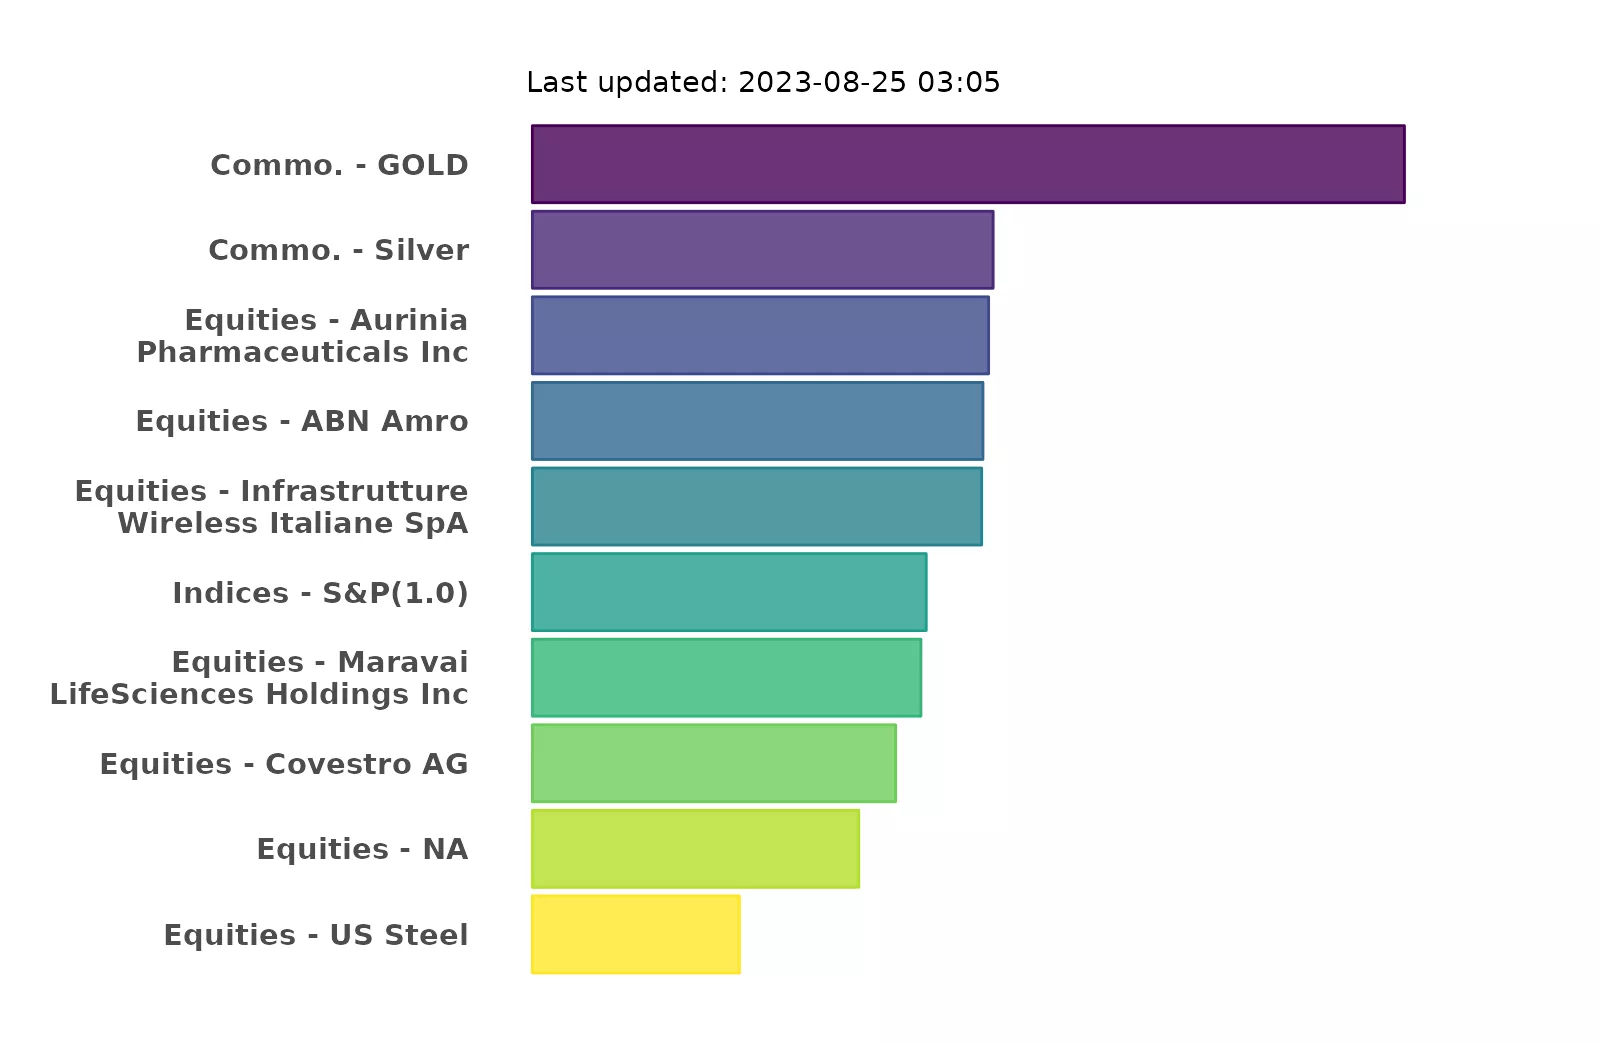 Last updated: 2023-08-25 03:05
Commo. - GOLD
Commo. - Silver
Equities - Aurinia
Pharmaceuticals Inc
Equities - ABN Amro
Equities - Infrastrutture
Wireless Italiane SpA
Indices - S&P(1.0)
Equities - Maravai
LifeSciences Holdings Inc
Equities - Covestro AG
Equities - NA
Equities - US Steel